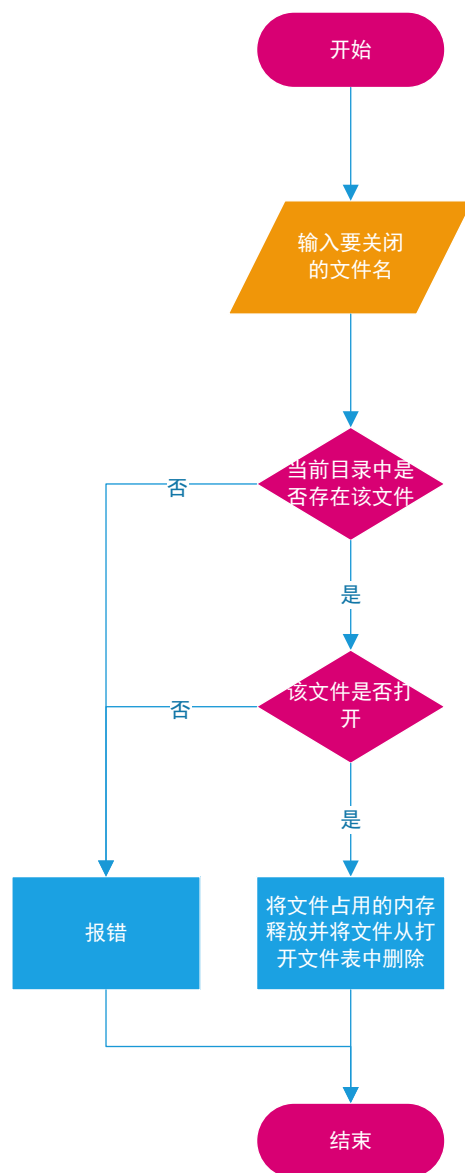 开始
输入要关闭
的文件名
当前目录中是
否存在该文件
否
是
该文件是否打
开
否
是
报错
将文件占用的内存
释放并将文件从打
开文件表中删除
结束